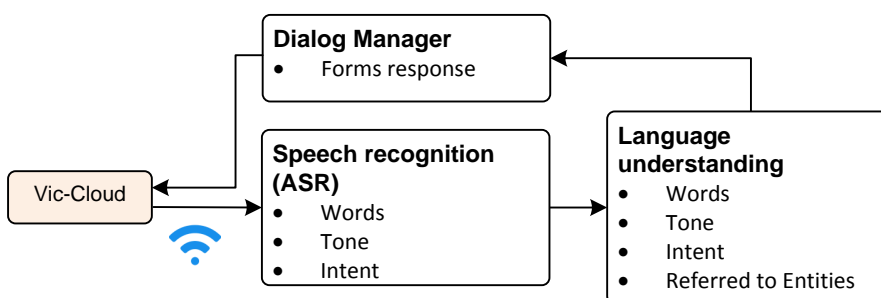 Dialog Manager
• Forms response
Vic-Cloud
Speech recognition
(ASR)
• Words
• Tone
• Intent
Language
understanding
• Words
• Tone
• Intent
• Referred to Entities